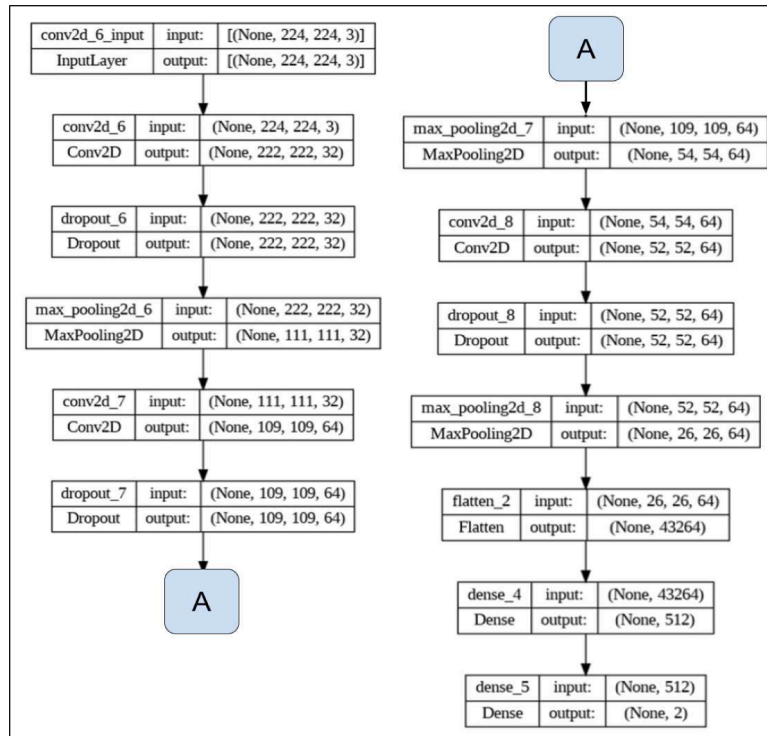 conv2d_6_input input: [(None, 224, 224, 3)]
InputLayer output: [(None, 224, 224, 3)]
conv2d_6 input: (None, 224, 224, 3)
Conv2D output: (None, 222, 222, 32)
dropout_6 input: (None, 222, 222, 32)
Dropout output: (None, 222, 222, 32)
max_pooling2d_6 input: (None, 222, 222, 32)
MaxPooling2D output: (None, 111, 111, 32)
conv2d_7 input: (None, 111, 111, 32)
Conv2D output: (None, 109, 109, 64)
dropout_7 input: (None, 109, 109, 64)
Dropout output: (None, 109, 109, 64)
A
A
max_pooling2d_7 input: (None, 109, 109, 64)
MaxPooling2D output: (None, 54, 54, 64)
conv2d_8 input: (None, 54, 54, 64)
Conv2D output: (None, 52, 52, 64)
dropout_8 input: (None, 52, 52, 64)
Dropout output: (None, 52, 52, 64)
max_pooling2d_8 input: (None, 52, 52, 64)
MaxPooling2D output: (None, 26, 26, 64)
flatten_2 input: (None, 26, 26, 64)
Flatten output: (None, 43264)
dense_4 input: (None, 43264)
Dense output: (None, 512)
dense_5 input: (None, 512)
Dense output: (None, 2)